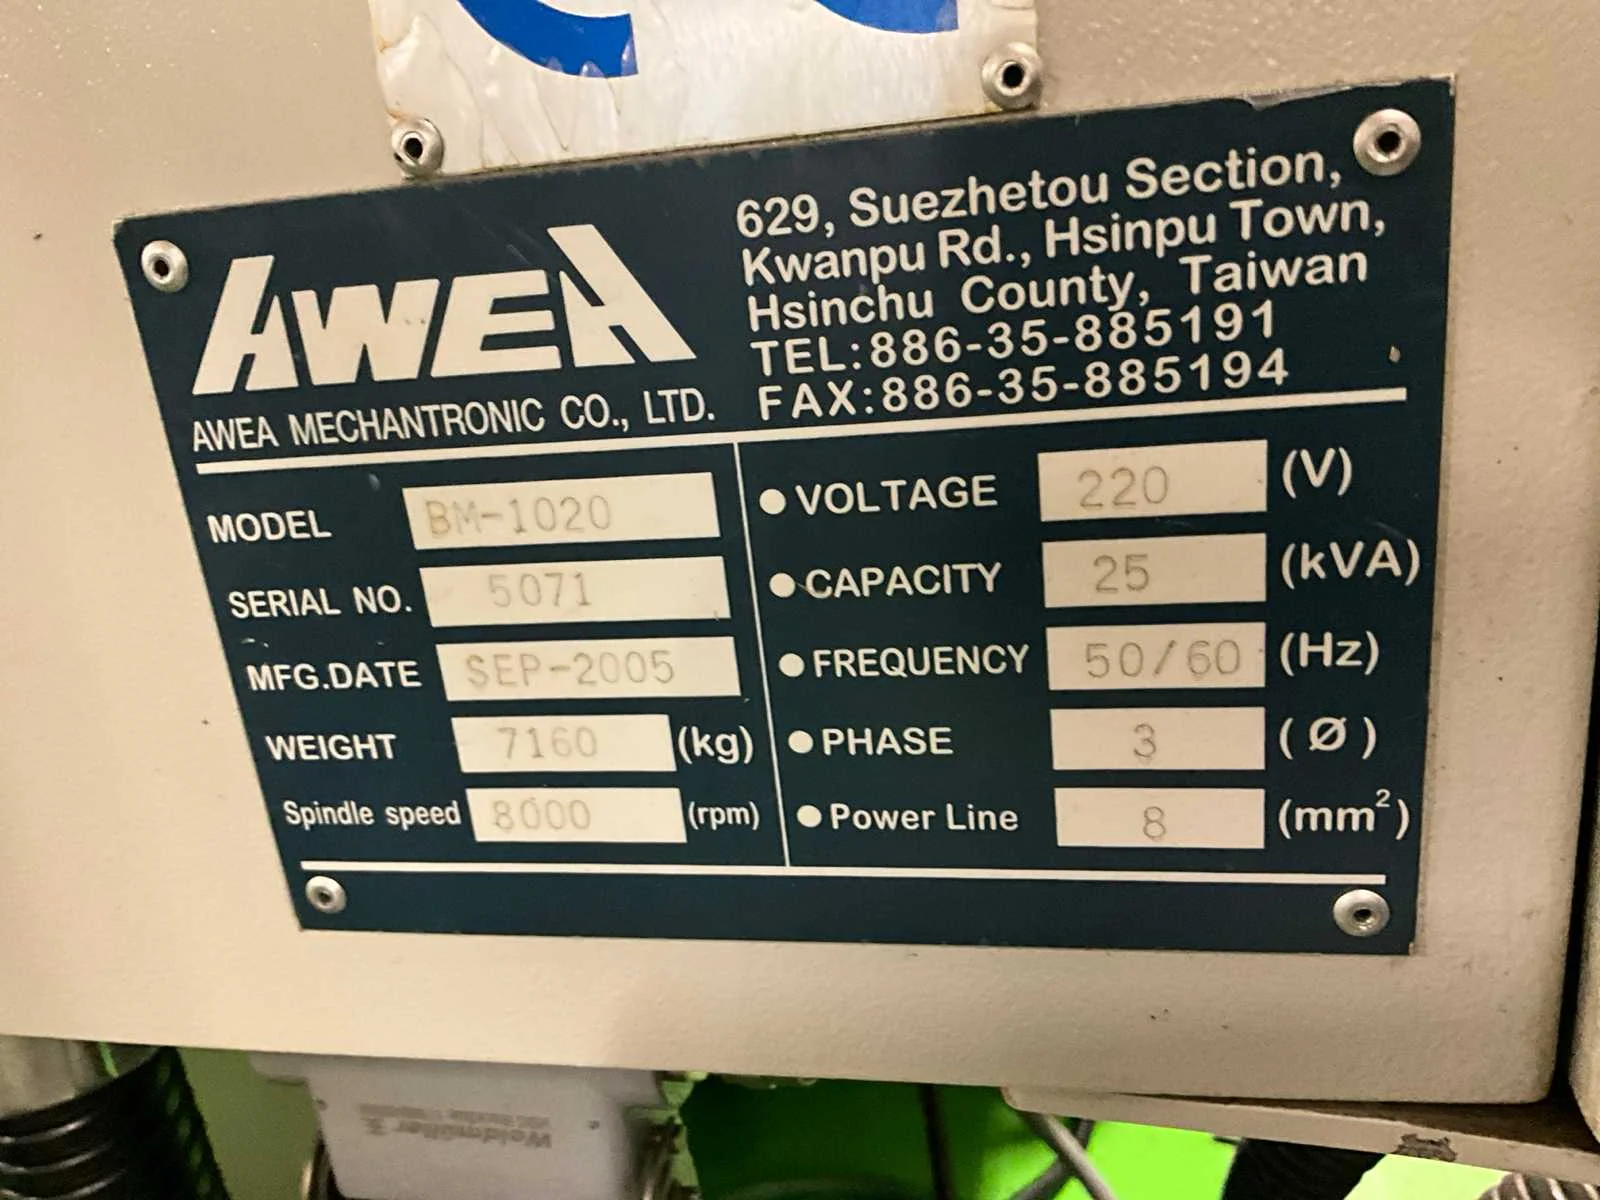 AWEA
AWEA MECHANTRONIC CO., LTD.
629, Suezhetou Section,
Kwanpu Rd., Hsinpu Town,
Hsinchu County, Taiwan
TEL:886-35-885191
FAX:886-35-885194
MODEL BM-1020
SERIAL NO. 5071
MFG.DATE SEP-2005
WEIGHT 7160 (kg)
Spindle speed 8000 (rpm)
● VOLTAGE 220 (V)
● CAPACITY 25 (kVA)
● FREQUENCY 50/60 (Hz)
● PHASE 3 (Ø)
● Power Line 8 (mm²)
Weidmüller